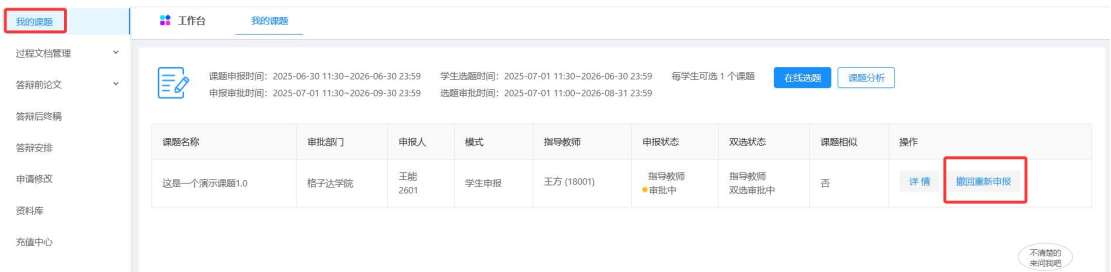 我的课题
工作台
我的课题
过程文档管理
答辩前论文
答辩后终稿
答辩安排
申请修改
资料库
充值中心
课题申报时间：2025-06-30 11:30~2026-06-30 23:59 学生选题时间：2025-07-01 11:30~2026-06-30 23:59 每学生可选 1 个课题 在线选题 课题分析
申报审批时间：2025-07-01 11:30~2026-09-30 23:59 选题审批时间：2025-07-01 11:00~2026-08-31 23:59
课题名称 审批部门 申报人 模式 指导教师 申报状态 双选状态 课题相似 操作
这是一个演示课题1.0 格子达学院 王能 2601 学生申报 王方 (18001) 指导教师 审批中 指导教师 双选审批中 否 详 情 撤回重新申报
不清楚的
来问我吧